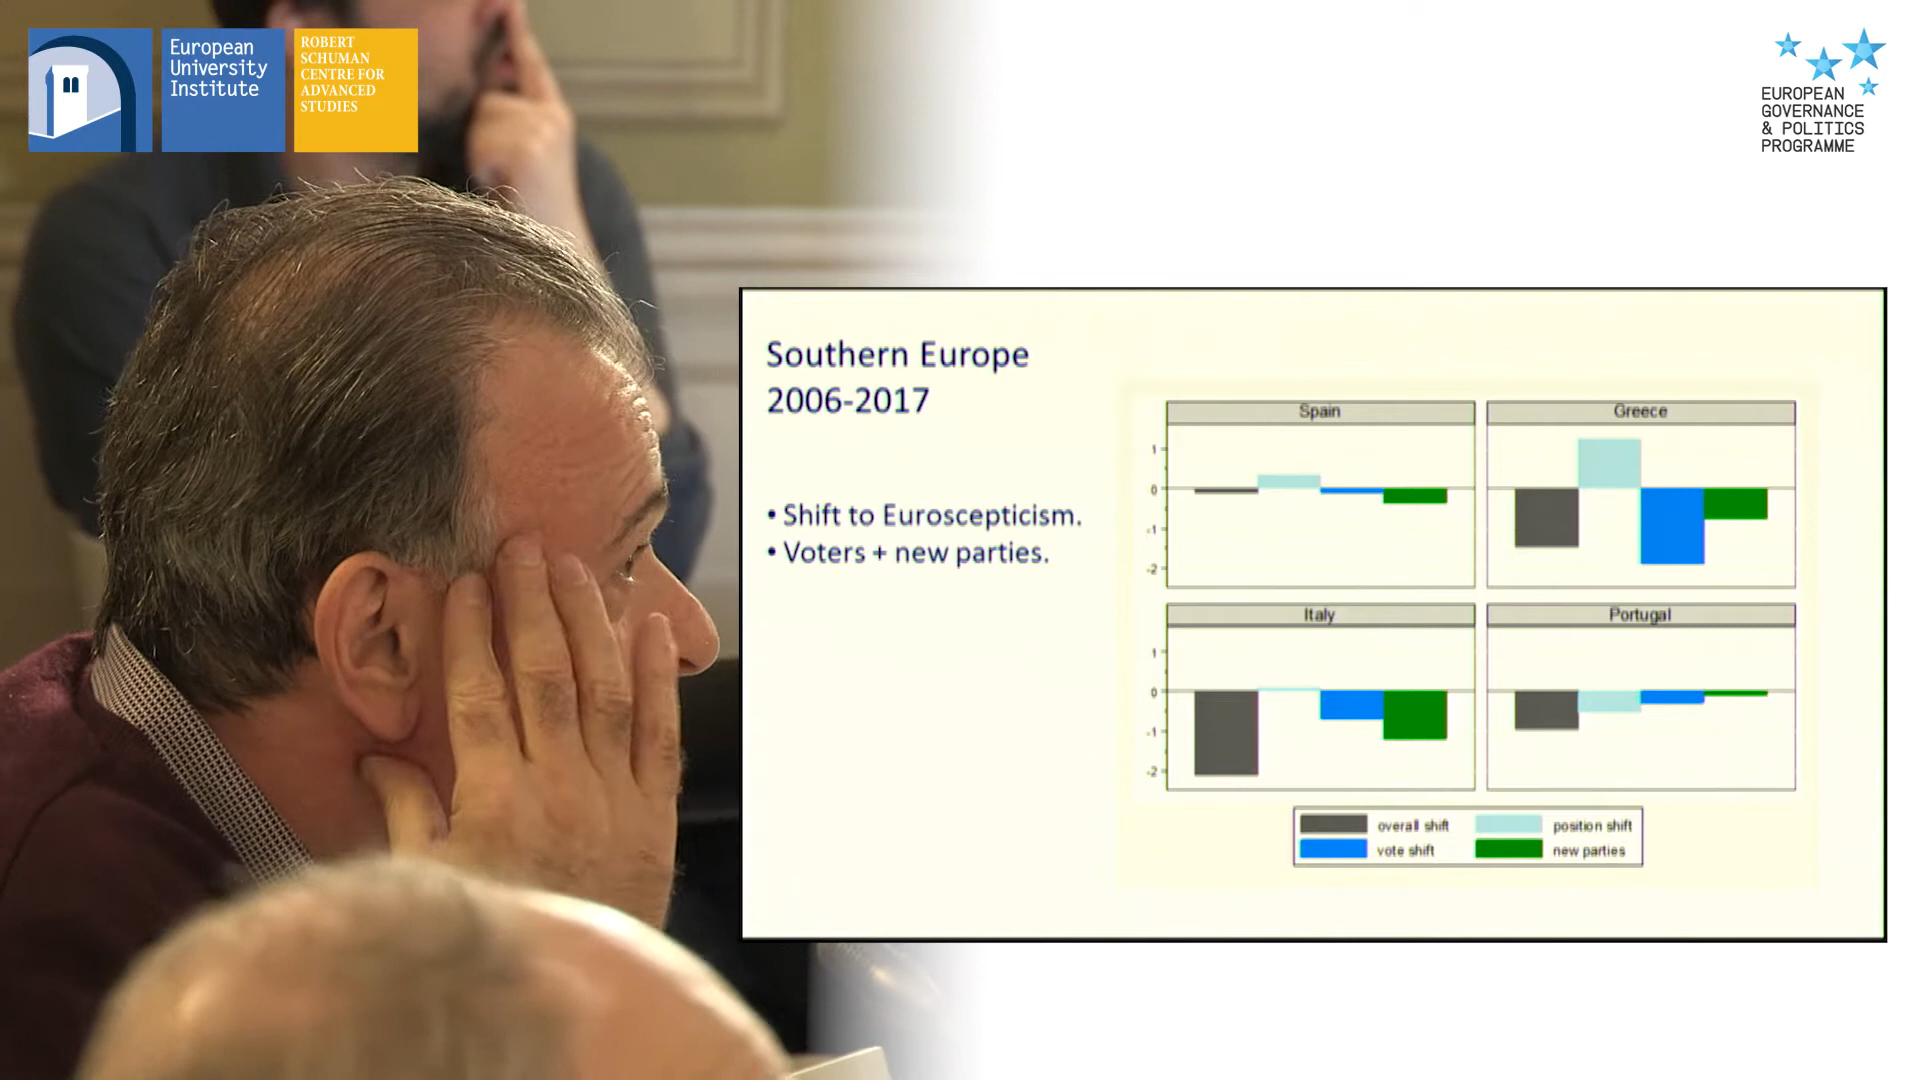 European
University
Institute
ROBERT
SCHUMAN
CENTRE FOR
ADVANCED
STUDIES
EUROPEAN
GOVERNANCE
& POLITICS
PROGRAMME
Southern Europe
2006-2017
• Shift to Euroscepticism.
• Voters + new parties.
Spain
Greece
1
0
-1
-2
Italy
Portugal
1
0
-1
-2
overall shift
position shift
vote shift
new parties